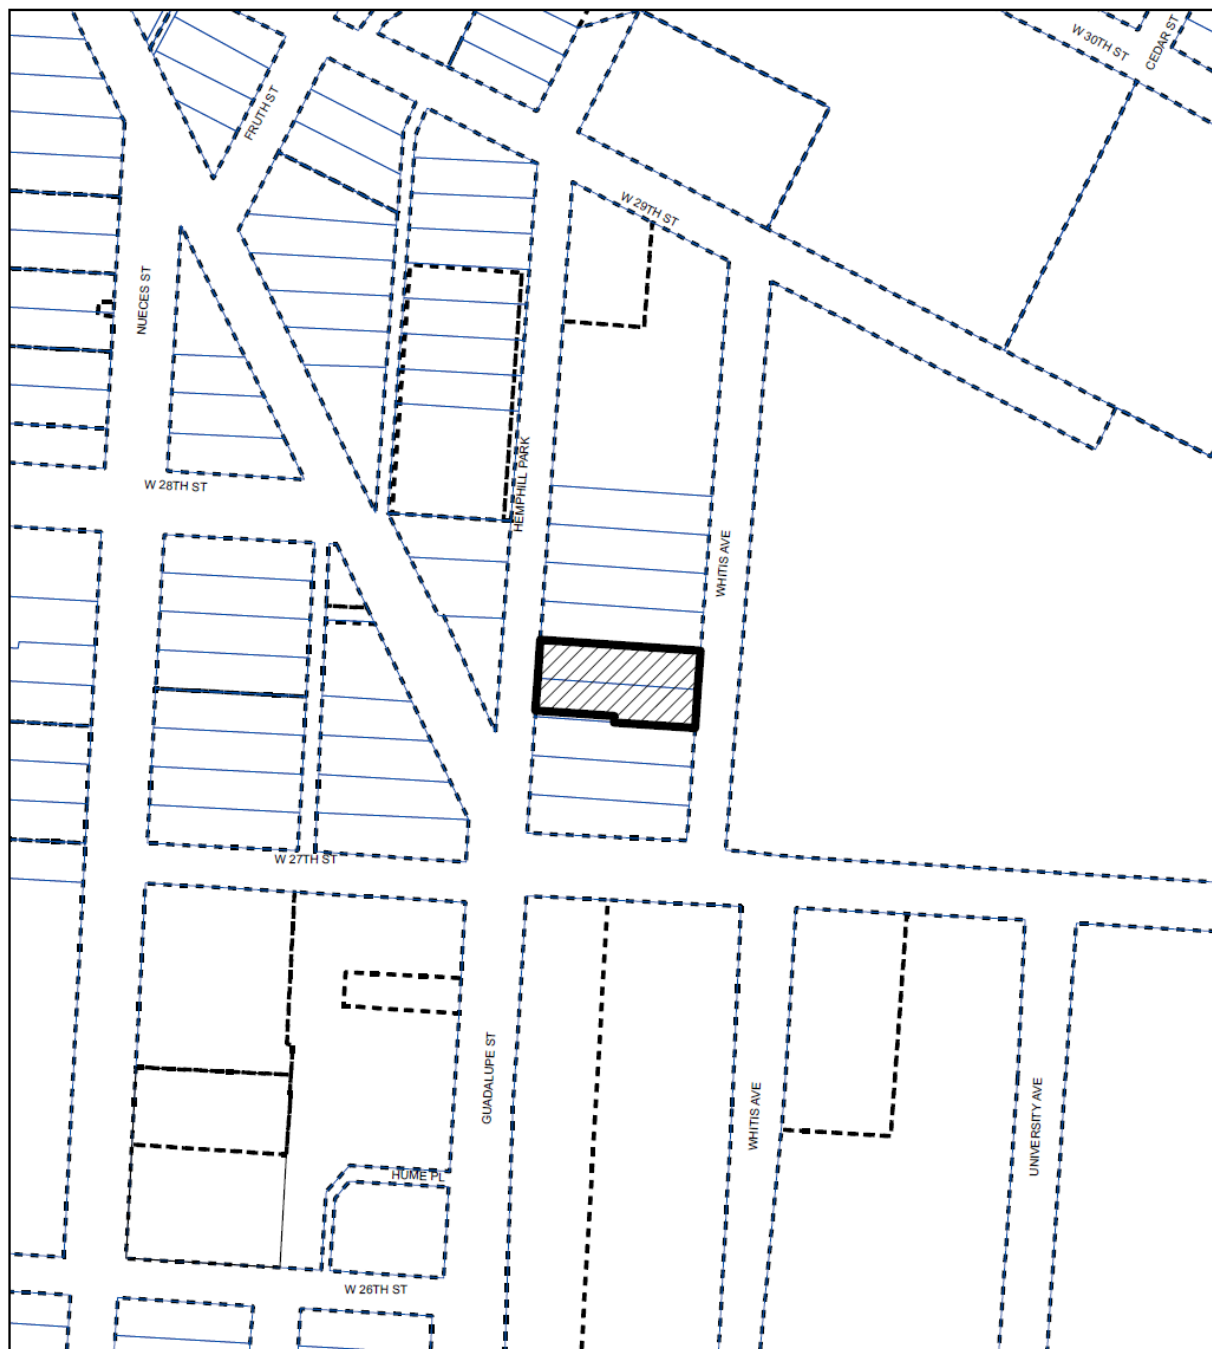 W 30TH ST
CEDAR ST
FRUTH ST
W 29TH ST
NUECES ST
W 28TH ST
HEMPHILL PARK
WHITIS AVE
W 27TH ST
GUADALUPE ST
WHITIS AVE
UNIVERSITY AVE
HUME PL
W 26TH ST